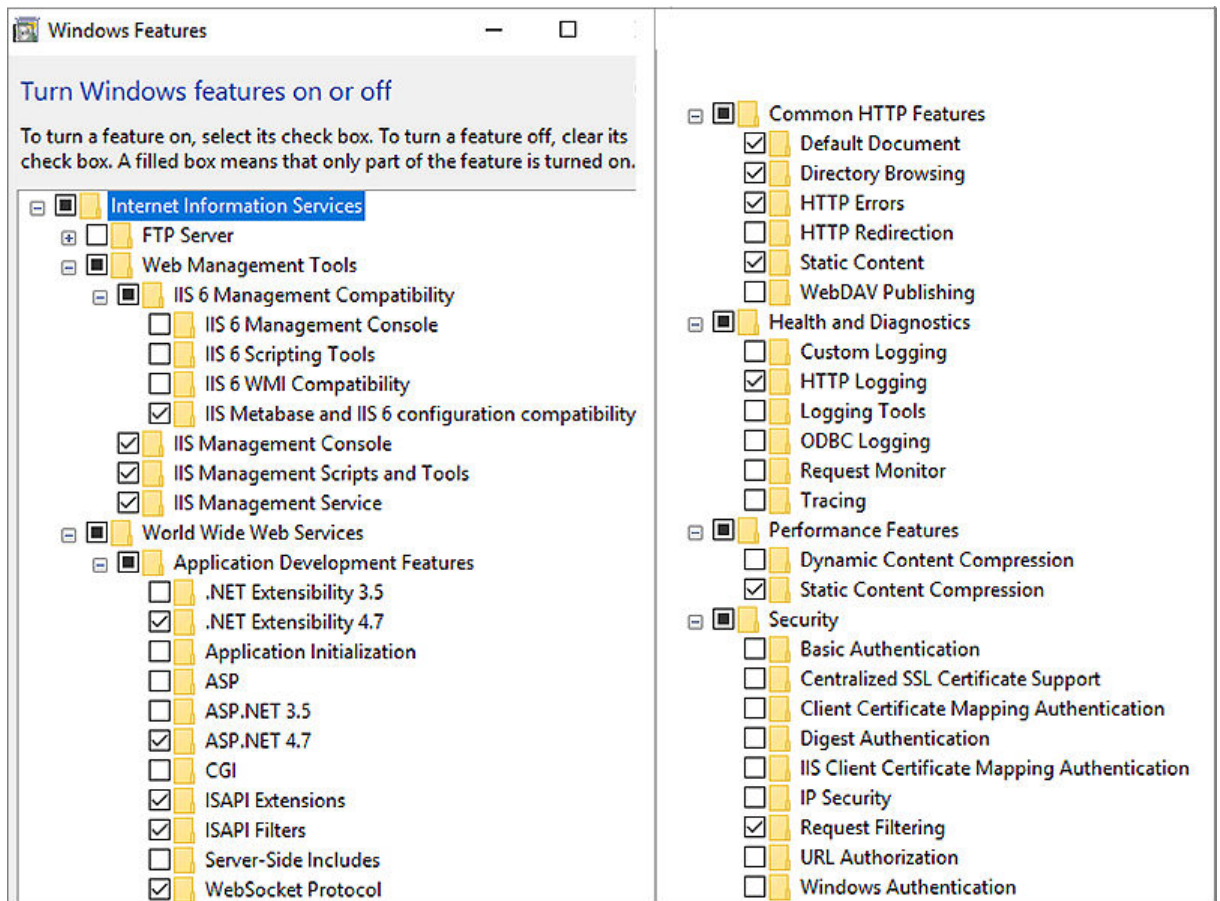 Windows Features
Turn Windows features on or off
To turn a feature on, select its check box. To turn a feature off, clear its
check box. A filled box means that only part of the feature is turned on.
Internet Information Services
FTP Server
Web Management Tools
IIS 6 Management Compatibility
IIS 6 Management Console
IIS 6 Scripting Tools
IIS 6 WMI Compatibility
IIS Metabase and IIS 6 configuration compatibility
IIS Management Console
IIS Management Scripts and Tools
IIS Management Service
World Wide Web Services
Application Development Features
.NET Extensibility 3.5
.NET Extensibility 4.7
Application Initialization
ASP
ASP.NET 3.5
ASP.NET 4.7
CGI
ISAPI Extensions
ISAPI Filters
Server-Side Includes
WebSocket Protocol
Common HTTP Features
Default Document
Directory Browsing
HTTP Errors
HTTP Redirection
Static Content
WebDAV Publishing
Health and Diagnostics
Custom Logging
HTTP Logging
Logging Tools
ODBC Logging
Request Monitor
Tracing
Performance Features
Dynamic Content Compression
Static Content Compression
Security
Basic Authentication
Centralized SSL Certificate Support
Client Certificate Mapping Authentication
Digest Authentication
IIS Client Certificate Mapping Authentication
IP Security
Request Filtering
URL Authorization
Windows Authentication